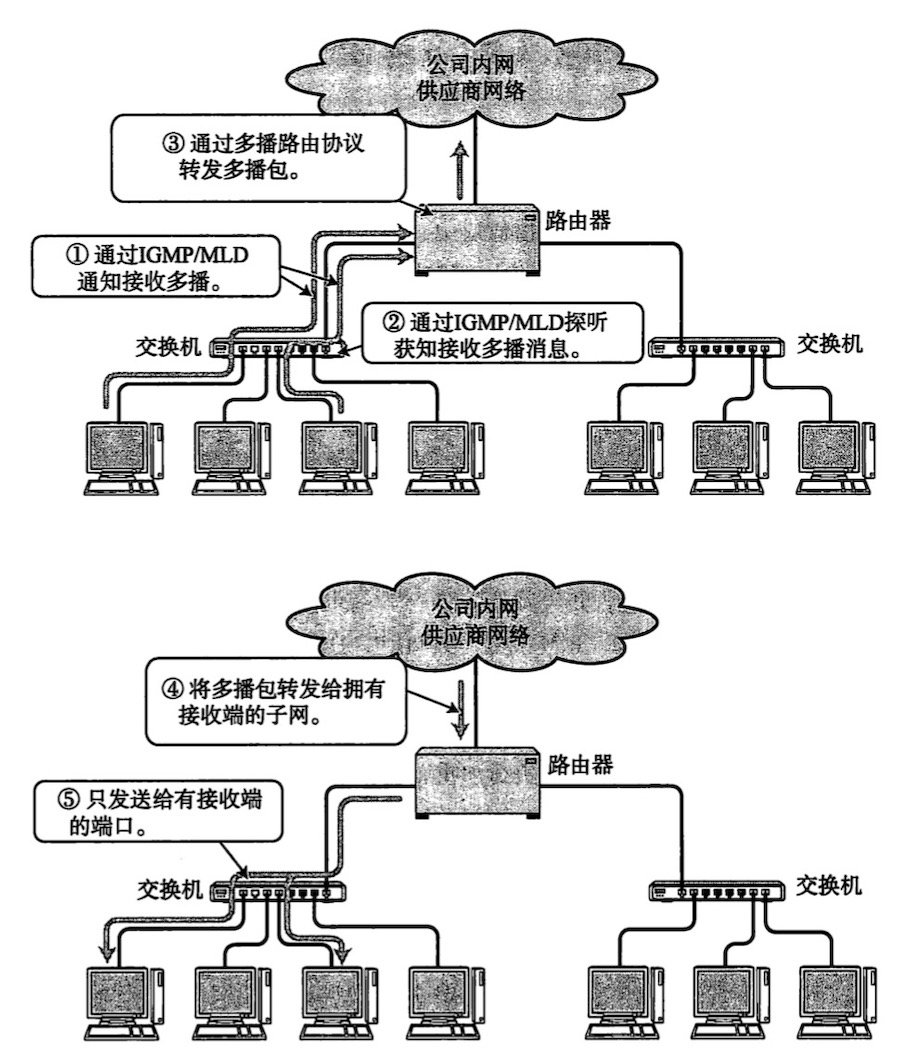 公司内网
供应商网络
③ 通过多播路由协议
转发多播包。
路由器
① 通过IGMP/MLD
通知接收多播。
② 通过IGMP/MLD探听
获知接收多播消息。
交换机
交换机
公司内网
供应商网络
④ 将多播包转发给拥有
接收端的子网。
路由器
⑤ 只发送给有接收端
的端口。
交换机
交换机